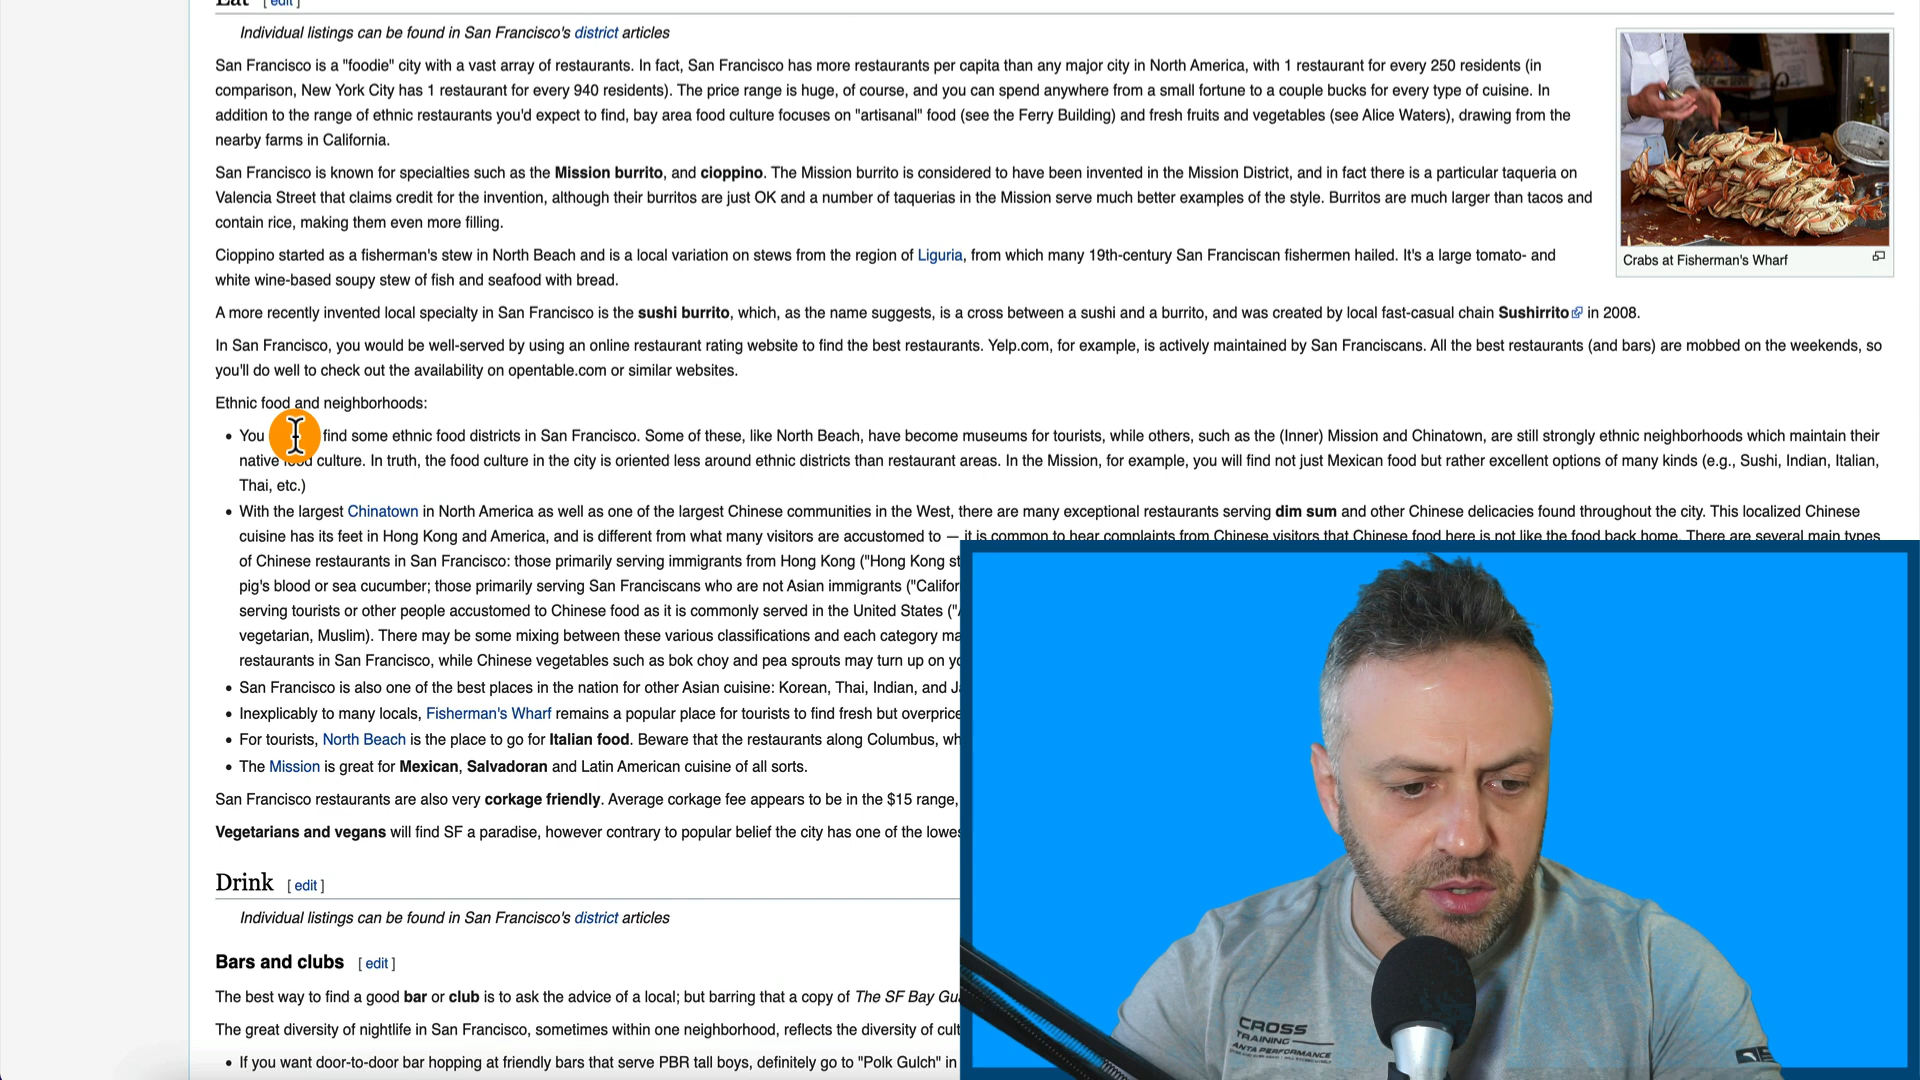 Eat [ edit ]
Individual listings can be found in San Francisco's district articles
San Francisco is a "foodie" city with a vast array of restaurants. In fact, San Francisco has more restaurants per capita than any major city in North America, with 1 restaurant for every 250 residents (in
comparison, New York City has 1 restaurant for every 940 residents). The price range is huge, of course, and you can spend anywhere from a small fortune to a couple bucks for every type of cuisine. In
addition to the range of ethnic restaurants you'd expect to find, bay area food culture focuses on "artisanal" food (see the Ferry Building) and fresh fruits and vegetables (see Alice Waters), drawing from the
nearby farms in California.
San Francisco is known for specialties such as the Mission burrito, and cioppino. The Mission burrito is considered to have been invented in the Mission District, and in fact there is a particular taqueria on
Valencia Street that claims credit for the invention, although their burritos are just OK and a number of taquerias in the Mission serve much better examples of the style. Burritos are much larger than tacos and
contain rice, making them even more filling.
Crabs at Fisherman's Wharf
Cioppino started as a fisherman's stew in North Beach and is a local variation on stews from the region of Liguria, from which many 19th-century San Franciscan fishermen hailed. It's a large tomato- and
white wine-based soupy stew of fish and seafood with bread.
A more recently invented local specialty in San Francisco is the sushi burrito, which, as the name suggests, is a cross between a sushi and a burrito, and was created by local fast-casual chain Sushirrito in 2008.
In San Francisco, you would be well-served by using an online restaurant rating website to find the best restaurants. Yelp.com, for example, is actively maintained by San Franciscans. All the best restaurants (and bars) are mobbed on the weekends, so
you'll do well to check out the availability on opentable.com or similar websites.
Ethnic food and neighborhoods:
You find some ethnic food districts in San Francisco. Some of these, like North Beach, have become museums for tourists, while others, such as the (Inner) Mission and Chinatown, are still strongly ethnic neighborhoods which maintain their
native food culture. In truth, the food culture in the city is oriented less around ethnic districts than restaurant areas. In the Mission, for example, you will find not just Mexican food but rather excellent options of many kinds (e.g., Sushi, Indian, Italian,
Thai, etc.)
With the largest Chinatown in North America as well as one of the largest Chinese communities in the West, there are many exceptional restaurants serving dim sum and other Chinese delicacies found throughout the city. This localized Chinese
cuisine has its feet in Hong Kong and America, and is different from what many visitors are accustomed to — it is common to hear complaints from Chinese visitors that Chinese food here is not like the food back home. There are several main types
of Chinese restaurants in San Francisco: those primarily serving immigrants from Hong Kong ("Hong Kong
pig's blood or sea cucumber; those primarily serving San Franciscans who are not Asian immigrants
serving tourists or other people accustomed to Chinese food as it is commonly served in the United States
vegetarian, Muslim). There may be some mixing between these various classifications and each category
restaurants in San Francisco, while Chinese vegetables such as bok choy and pea sprouts may turn up on
San Francisco is also one of the best places in the nation for other Asian cuisine: Korean, Thai, Indian, and
Inexplicably to many locals, Fisherman's Wharf remains a popular place for tourists to find fresh but
For tourists, North Beach is the place to go for Italian food. Beware that the restaurants along Columbus,
The Mission is great for Mexican, Salvadoran and Latin American cuisine of all sorts.
San Francisco restaurants are also very corkage friendly. Average corkage fee appears to be in the $15 range,
Vegetarians and vegans will find SF a paradise, however contrary to popular belief the city has one of the
Drink [ edit ]
Individual listings can be found in San Francisco's district articles
Bars and clubs [ edit ]
The best way to find a good bar or club is to ask the advice of a local; but barring that a copy of The SF Bay
The great diversity of nightlife in San Francisco, sometimes within one neighborhood, reflects the diversity of
If you want door-to-door bar hopping at friendly bars that serve PBR tall boys, definitely go to "Polk Gulch" in
CROSS
TRAINING
ANTA PERFORMANCE